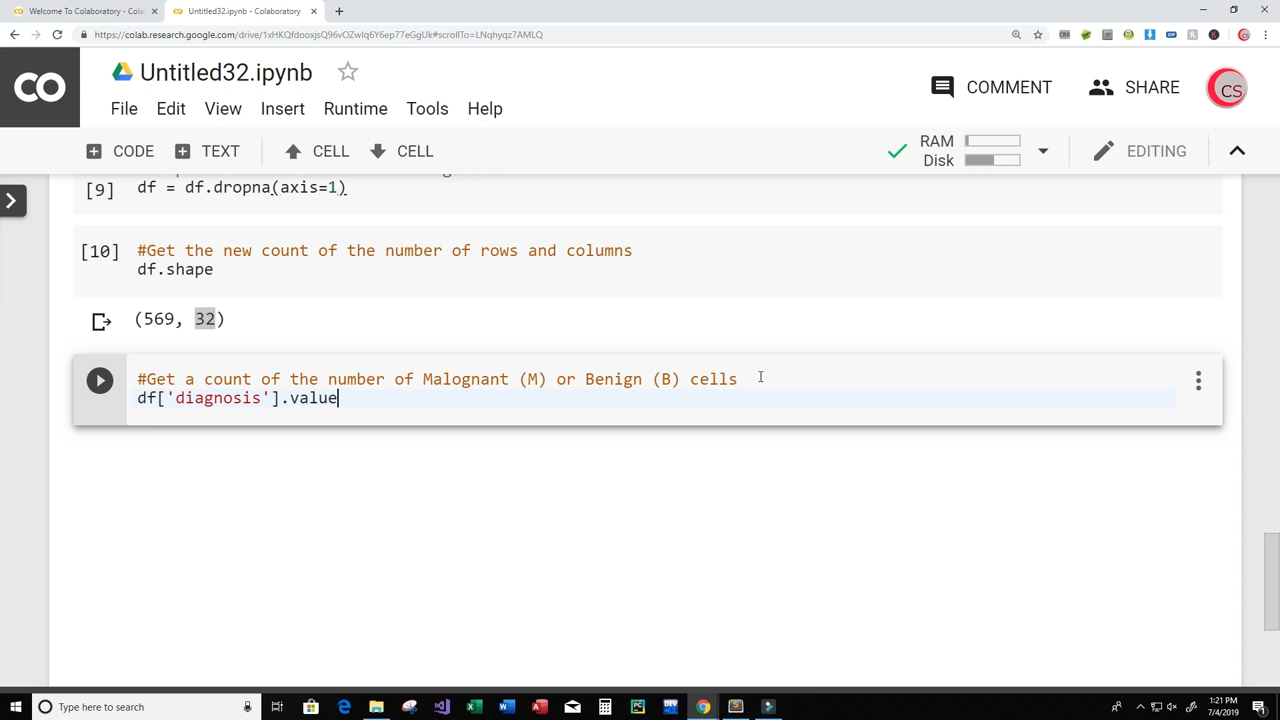 Welcome To Colaboratory - Colab
Untitled32.ipynb - Colaboratory
https://colab.research.google.com/drive/1xHKQfdooxjsQ96vOZwIq6Y6ep77eGgUk#scrollTo=LNqhyqz7AMLQ
CO
Untitled32.ipynb
COMMENT
SHARE
CS
File Edit View Insert Runtime Tools Help
CODE TEXT CELL CELL
RAM
Disk
EDITING
[9] df = df.dropna(axis=1)
[10] #Get the new count of the number of rows and columns
df.shape
(569, 32)
#Get a count of the number of Malognant (M) or Benign (B) cells
df['diagnosis'].value
Type here to search
1:21 PM
7/4/2019